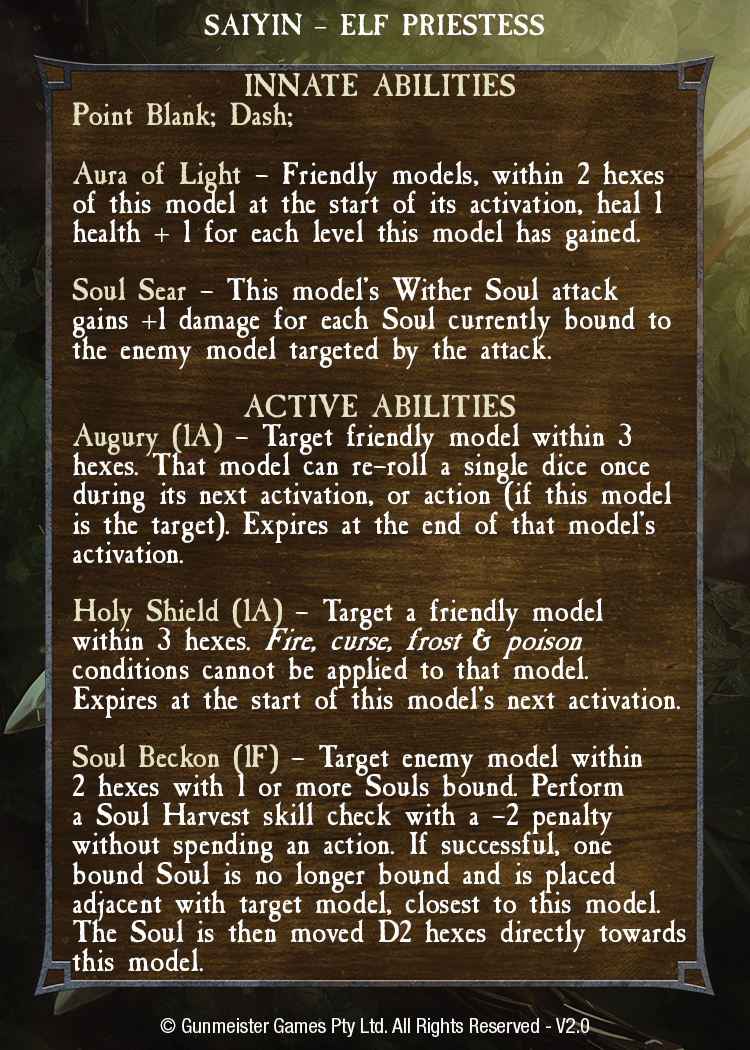 SAIYIN – ELF PRIESTESS
INNATE ABILITIES
Point Blank; Dash;
Aura of Light – Friendly models, within 2 hexes
of this model at the start of its activation, heal 1
health + 1 for each level this model has gained.
Soul Sear – This model's Wither Soul attack
gains +1 damage for each Soul currently bound to
the enemy model targeted by the attack.
ACTIVE ABILITIES
Augury (1A) – Target friendly model within 3
hexes. That model can re-roll a single dice once
during its next activation, or action (if this model
is the target). Expires at the end of that model's
activation.
Holy Shield (1A) – Target a friendly model
within 3 hexes. Fire, curse, frost & poison
conditions cannot be applied to that model.
Expires at the start of this model's next activation.
Soul Beckon (1F) – Target enemy model within
2 hexes with 1 or more Souls bound. Perform
a Soul Harvest skill check with a -2 penalty
without spending an action. If successful, one
bound Soul is no longer bound and is placed
adjacent with target model, closest to this model.
The Soul is then moved D2 hexes directly towards
this model.
© Gunmeister Games Pty Ltd. All Rights Reserved - V2.0